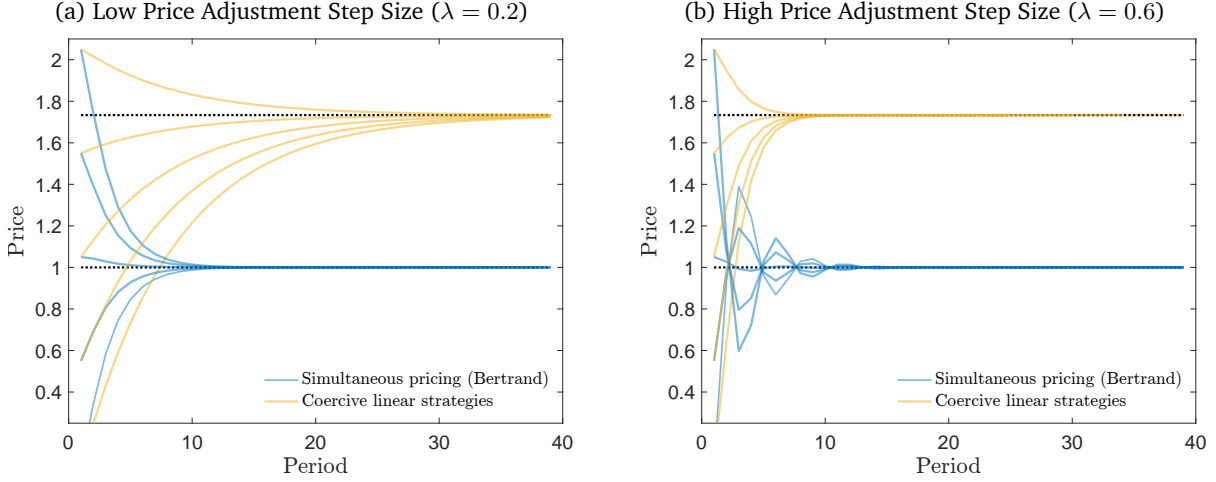 (a) Low Price Adjustment Step Size (λ = 0.2)
2
1.8
1.6
1.4
1.2
1
0.8
0.6
0.4
Price
0 10 20 30 40
Period
Simultaneous pricing (Bertrand)
Coercive linear strategies
(b) High Price Adjustment Step Size (λ = 0.6)
2
1.8
1.6
1.4
1.2
1
0.8
0.6
0.4
Price
0 10 20 30 40
Period
Simultaneous pricing (Bertrand)
Coercive linear strategies